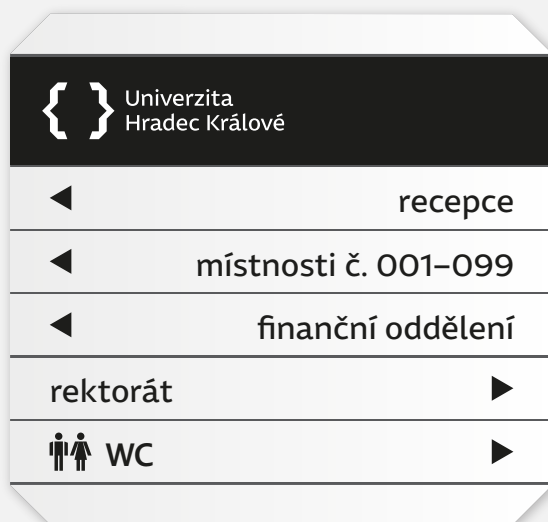 Univerzita
Hradec Králové
recepce
místnosti č. 001–099
finanční oddělení
rektorát
WC